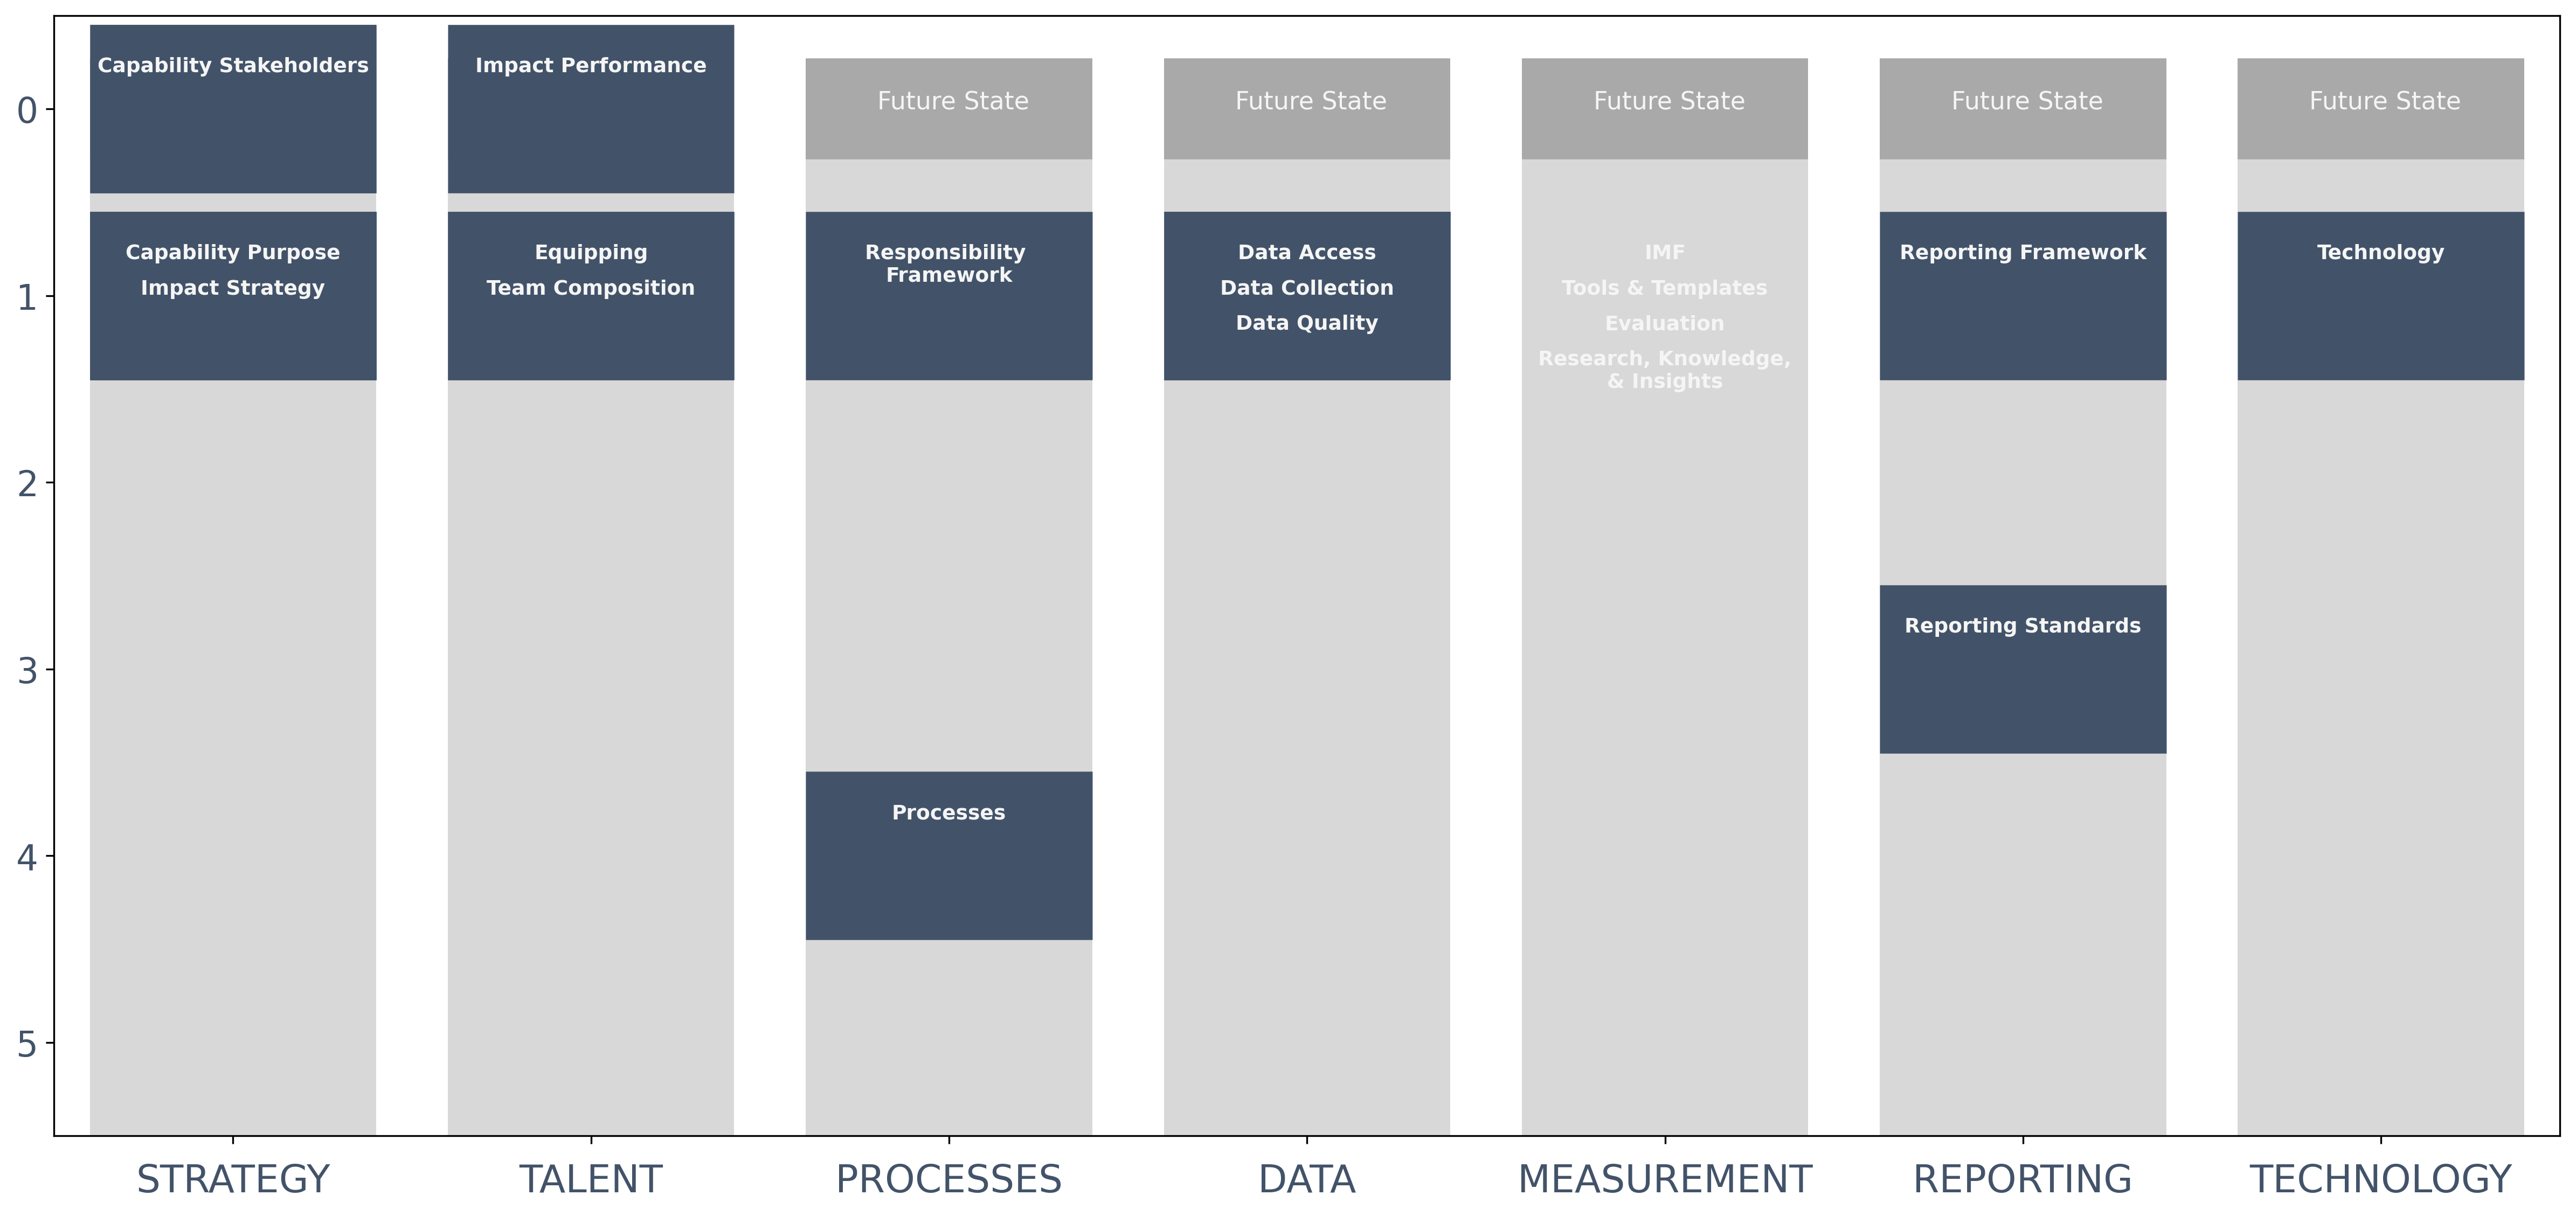 Capability Stakeholders
Impact Performance
0
Future State
Future State
Future State
Future State
Future State
Capability Purpose
Impact Strategy
Equipping
Team Composition
Responsibility
Framework
Data Access
Data Collection
Data Quality
IMF
Tools & Templates
Evaluation
Research, Knowledge,
& Insights
Reporting Framework
Technology
1
2
Reporting Standards
3
Processes
4
5
STRATEGY
TALENT
PROCESSES
DATA
MEASUREMENT
REPORTING
TECHNOLOGY